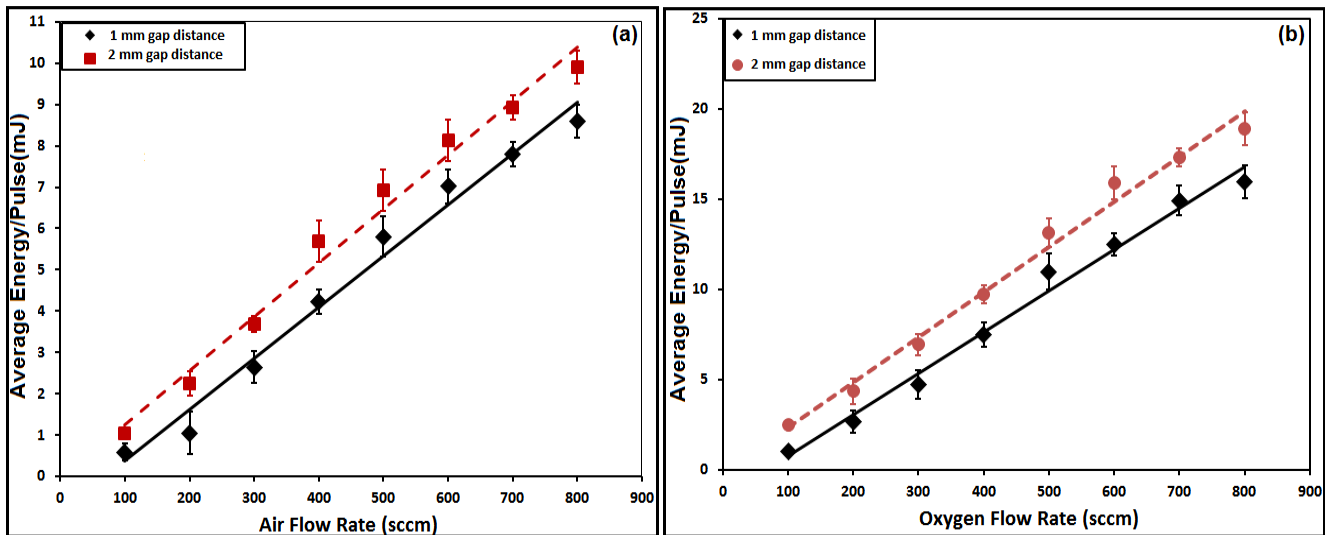 (a)
1 mm gap distance
2 mm gap distance
Average Energy/Pulse(mJ)
11
10
9
8
7
6
5
4
3
2
1
0
0 100 200 300 400 500 600 700 800 900
Air Flow Rate (sccm)
(b)
1 mm gap distance
2 mm gap distance
Average Energy/Pulse(mJ)
25
20
15
10
5
0
0 100 200 300 400 500 600 700 800 900
Oxygen Flow Rate (sccm)